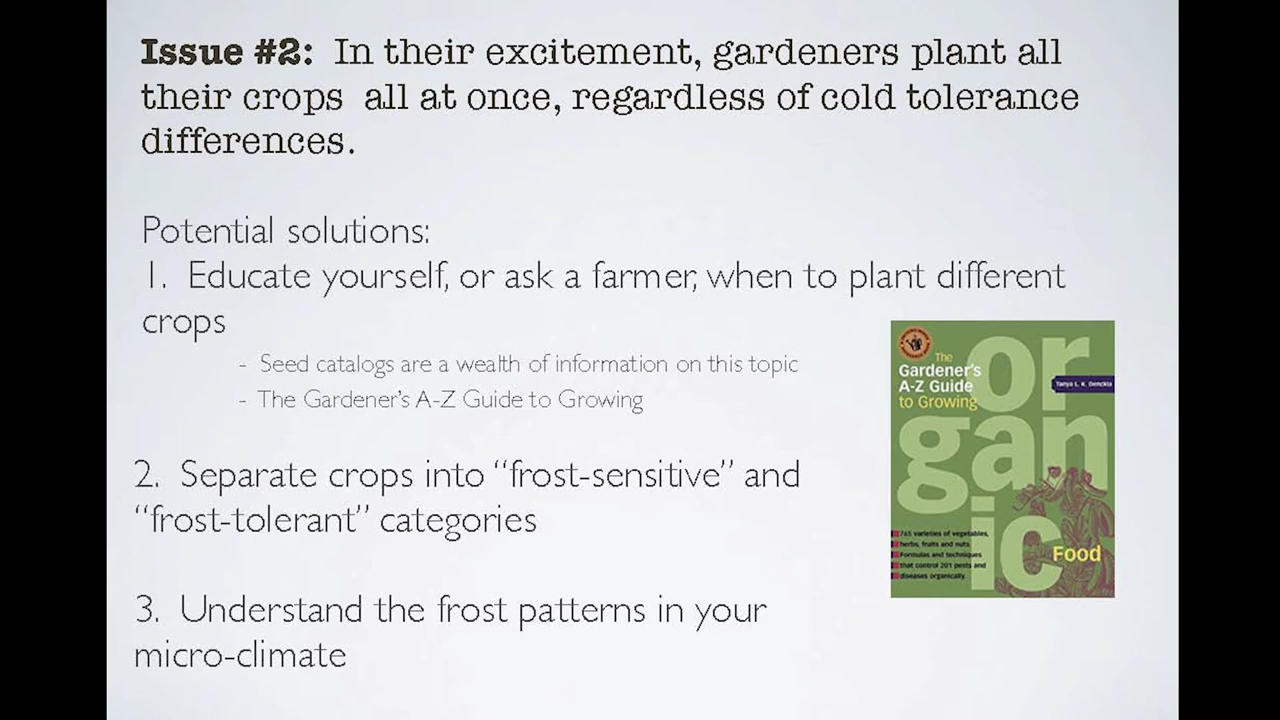 Issue #2: In their excitement, gardeners plant all
their crops all at once, regardless of cold tolerance
differences.
Potential solutions:
1. Educate yourself, or ask a farmer, when to plant different
crops
- Seed catalogs are a wealth of information on this topic
- The Gardener's A-Z Guide to Growing
2. Separate crops into “frost-sensitive” and
“frost-tolerant” categories
3. Understand the frost patterns in your
micro-climate
The
Gardener's
A-Z Guide
to Growing
Tanya L. K. Denckla
or
gan
ic
Food
765 varieties of vegetables,
herbs, fruits and nuts.
Formulas and techniques
that control 201 pests and
diseases organically.